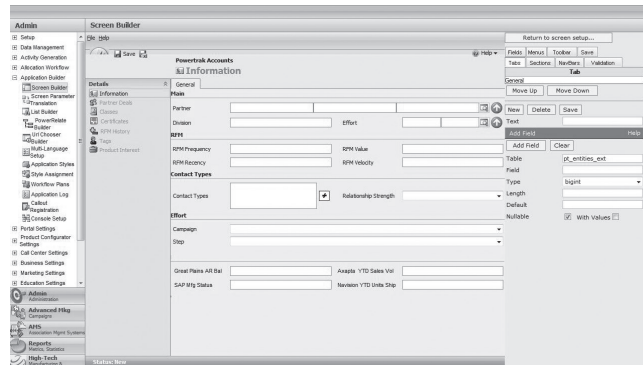 Admin
Screen Builder
Setup
Data Management
Activity Generation
Allocation Workflow
Application Builder
Screen Builder
Screen Parameter Translation
List Builder
PowerRelate Builder
Url Chooser Builder
Multi-Language Setup
Application Styles
Style Assignment
Workflow Plans
Application Log
Callout Registration
Console Setup
Portal Settings
Product Configurator Settings
Call Center Settings
Business Settings
Marketing Settings
Education Settings
Admin
Administration
Advanced Mkg
Campaigns
AMS
Association Mgmt Systems
Reports
Metrics, Statistics
High-Tech
File Help
Save
Help
Powertrak Accounts
Information
Details
Information
Partner Details
Classes
Certificates
RFM History
Tags
Product Interest
General
Main
Partner
Division
Effort
RFM
RFM Frequency
RFM Value
RFM Recency
RFM Velocity
Contact Types
Contact Types
Relationship Strength
Effort
Campaign
Step
Great Plains AR Bal
Axapta YTD Sales Vol
SAP Mfg Status
Navision YTD Units Ship
Status: New
Return to screen setup...
Fields Menus Toolbar Save
Tabs Sections NavBars Validation
Tab
General
Move Up Move Down
New Delete Save
Text
Add Field Help
Add Field Clear
Table pt_entities_ext
Field
Type bigint
Length
Default
Nullable With Values